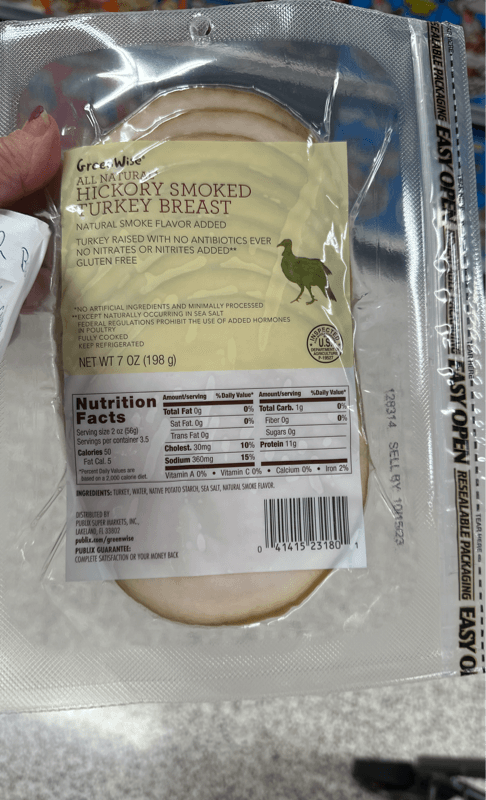 GreenWise
ALL NATURAL*
HICKORY SMOKED
TURKEY BREAST
NATURAL SMOKE FLAVOR ADDED
TURKEY RAISED WITH NO ANTIBIOTICS EVER
NO NITRATES OR NITRITES ADDED**
GLUTEN FREE
*NO ARTIFICIAL INGREDIENTS AND MINIMALLY PROCESSED
**EXCEPT NATURALLY OCCURRING IN SEA SALT
FEDERAL REGULATIONS PROHIBIT THE USE OF ADDED HORMONES
IN POULTRY
FULLY COOKED
KEEP REFRIGERATED
NET WT 7 OZ (198 g)
INSPECTED
U.S.
DEPARTMENT OF
AGRICULTURE
Nutrition
Facts
Serving size 2 oz (56g)
Servings per container 3.5
Calories 50
Fat Cal. 5
*Percent Daily Values are
based on a 2,000 calorie diet.
Amount/serving %Daily Value*
Total Fat 0g 0%
Sat Fat. 0g 0%
Trans Fat 0g
Cholest. 30mg 10%
Sodium 360mg 15%
Amount/serving %Daily Value*
Total Carb. 1g 0%
Fiber 0g 0%
Sugars 0g
Protein 11g
Vitamin A 0% • Vitamin C 0% • Calcium 0% • Iron 2%
INGREDIENTS: TURKEY, WATER, NATIVE POTATO STARCH, SEA SALT, NATURAL SMOKE FLAVOR.
DISTRIBUTED BY
PUBLIX SUPER MARKETS, INC.,
LAKELAND, FL 33802
publix.com/greenwise
PUBLIX GUARANTEE:
COMPLETE SATISFACTION OR YOUR MONEY BACK
0 41415 23180 1
128314 SELL BY
EASY OPEN
EASY OPEN RESEALABLE PACKAGING